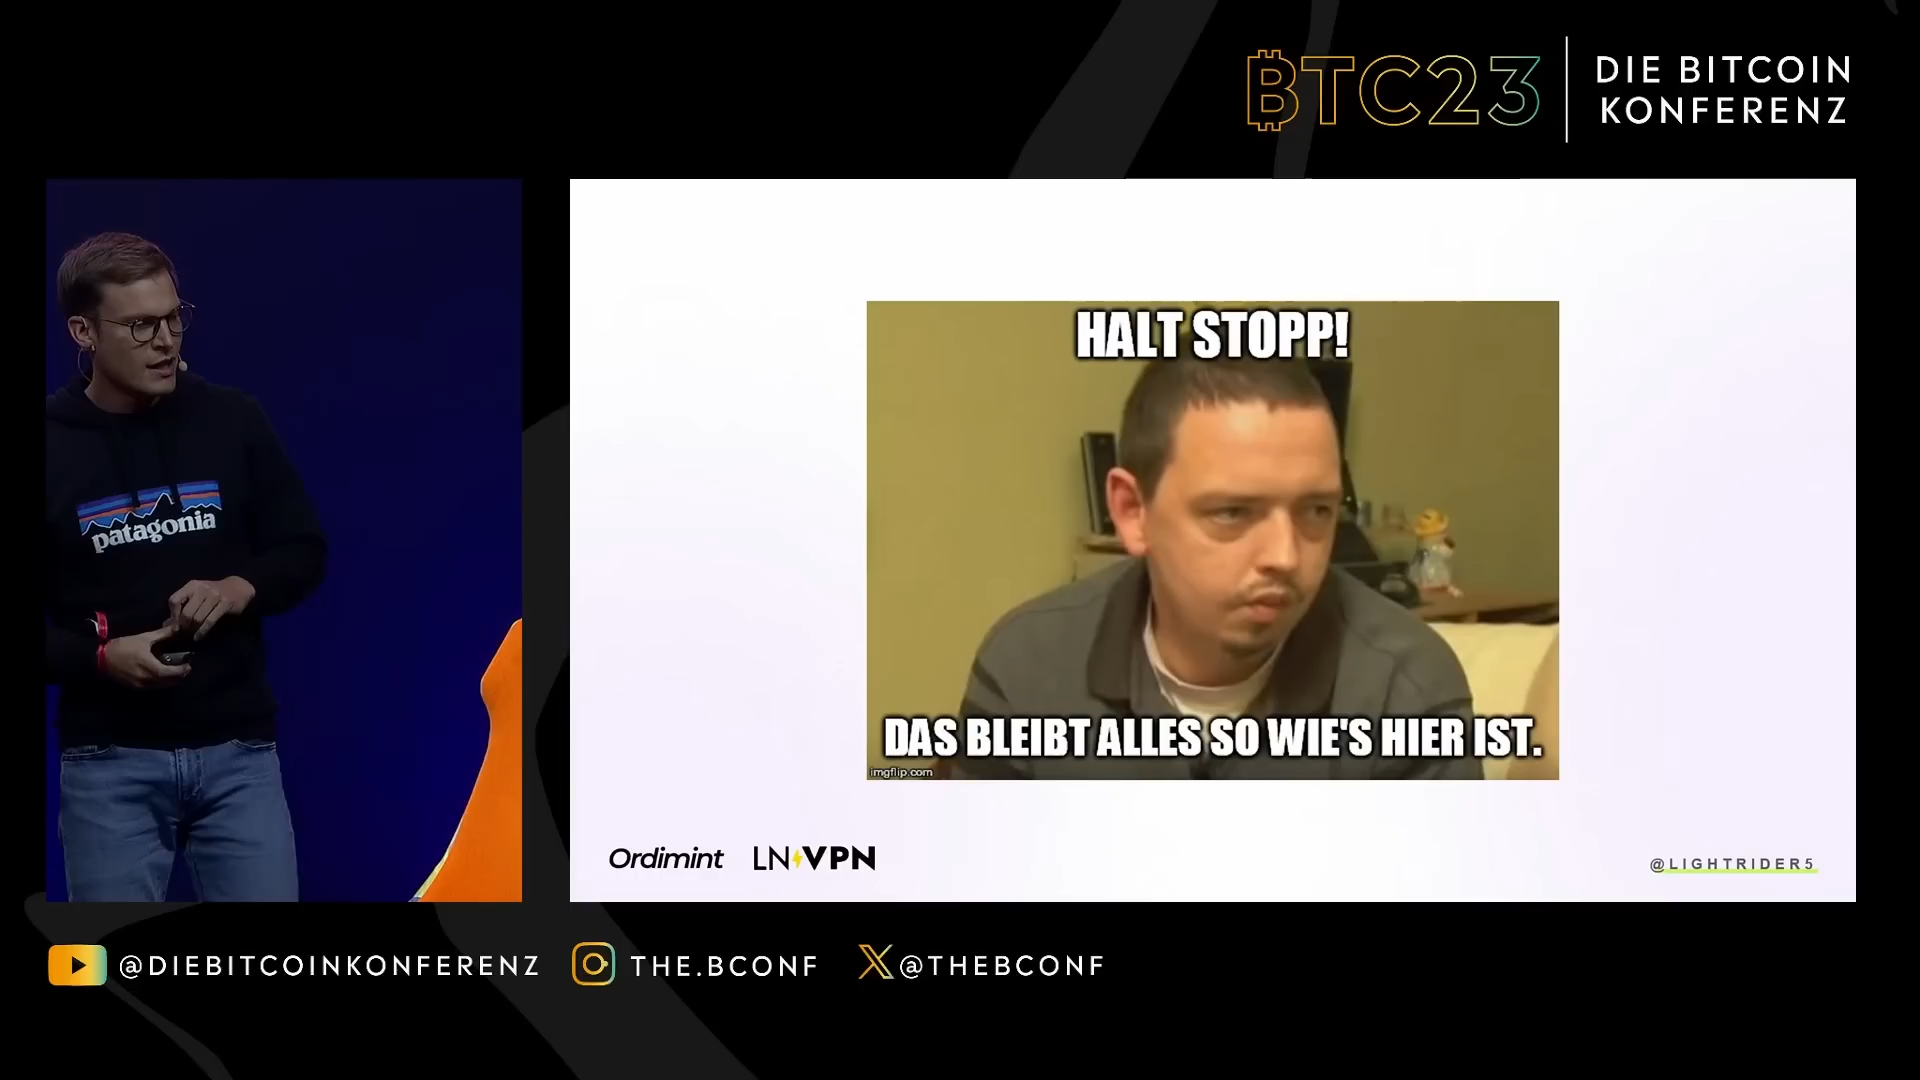 BTC23
DIE BITCOIN
KONFERENZ
patagonia
HALT STOPP!
DAS BLEIBT ALLES SO WIE'S HIER IST.
imgflip.com
Ordimint
LN VPN
@LIGHTRIDER5
@DIEBITCOINKONFERENZ
THE.BCONF
@THEBCONF